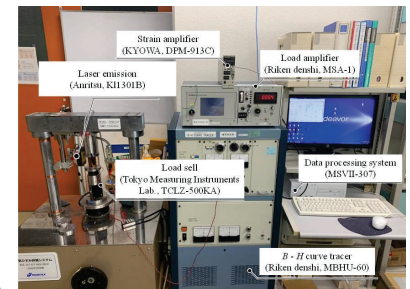 Strain amplifier
(KYOWA, DPM-913C)
Load amplifier
(Riken denshi, MSA-1)
Laser emission
(Anritsu, KL1301B)
Load sell
(Tokyo Measuring Instruments
Lab., TCLZ-500KA)
Data processing system
(MSVII-307)
B - H curve tracer
(Riken denshi, MBHU-60)